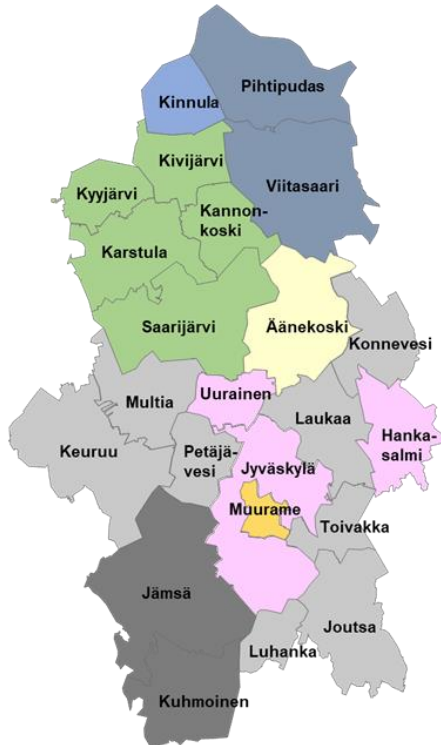 Pihtipudas
Kinnula
Kivijärvi
Viitasaari
Kyyjärvi
Kannon-
koski
Karstula
Saarijärvi
Äänekoski
Konnevesi
Uurainen
Multia
Laukaa
Hanka-
salmi
Keuruu
Petäjä-
vesi
Jyväskylä
Muurame
Toivakka
Jämsä
Joutsa
Luhanka
Kuhmoinen